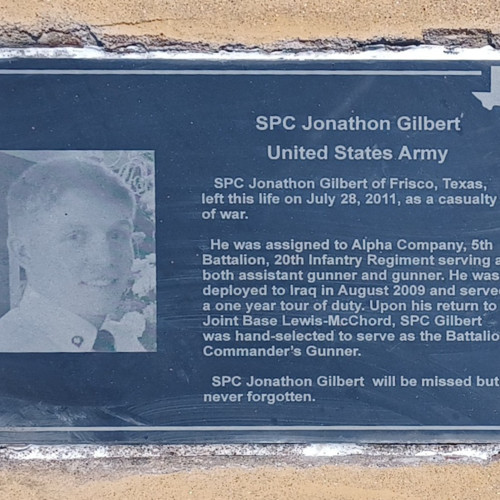 SPC Jonathon Gilbert
United States Army
SPC Jonathon Gilbert of Frisco, Texas,
left this life on July 28, 2011, as a casualty
of war.
He was assigned to Alpha Company, 5th
Battalion, 20th Infantry Regiment serving a
both assistant gunner and gunner. He was
deployed to Iraq in August 2009 and serve
a one year tour of duty. Upon his return to
Joint Base Lewis-McChord, SPC Gilbert
was hand-selected to serve as the Battalio
Commander's Gunner.
SPC Jonathon Gilbert will be missed but
never forgotten.